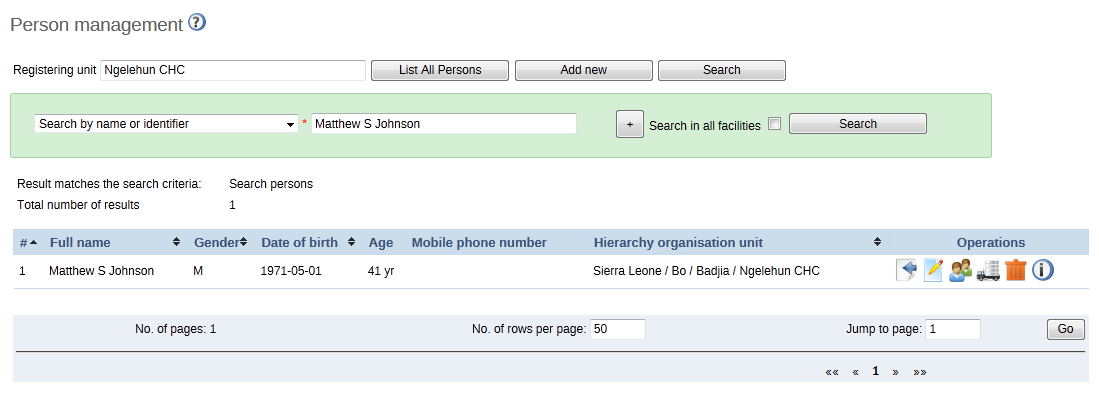 Person management ?
Registering unit Ngelehun CHC List All Persons Add new Search
Search by name or identifier * Matthew S Johnson + Search in all facilities Search
Result matches the search criteria: Search persons
Total number of results 1
# Full name Gender Date of birth Age Mobile phone number Hierarchy organisation unit Operations
1 Matthew S Johnson M 1971-05-01 41 yr Sierra Leone / Bo / Badjia / Ngelehun CHC i
No. of pages: 1 No. of rows per page: 50 Jump to page: 1 Go
«« « 1 » »»